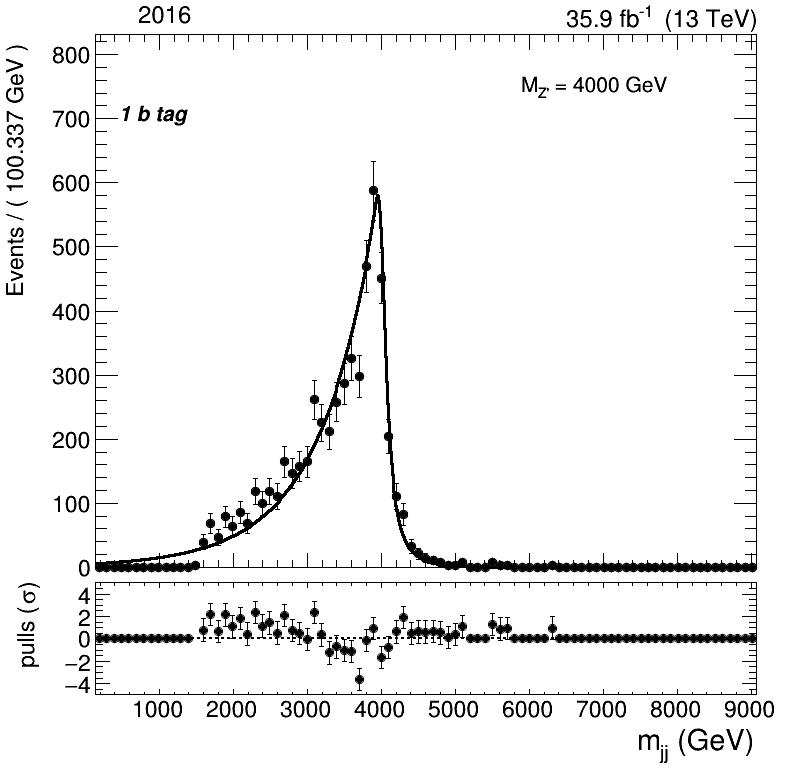 2016 35.9 fb⁻¹ (13 TeV)
Events / ( 100.337 GeV )
800
700
600
500
400
300
200
100
0
M_Z' = 4000 GeV
1 b tag
pulls (σ)
4
2
0
−2
−4
1000 2000 3000 4000 5000 6000 7000 8000 9000
m_jj (GeV)